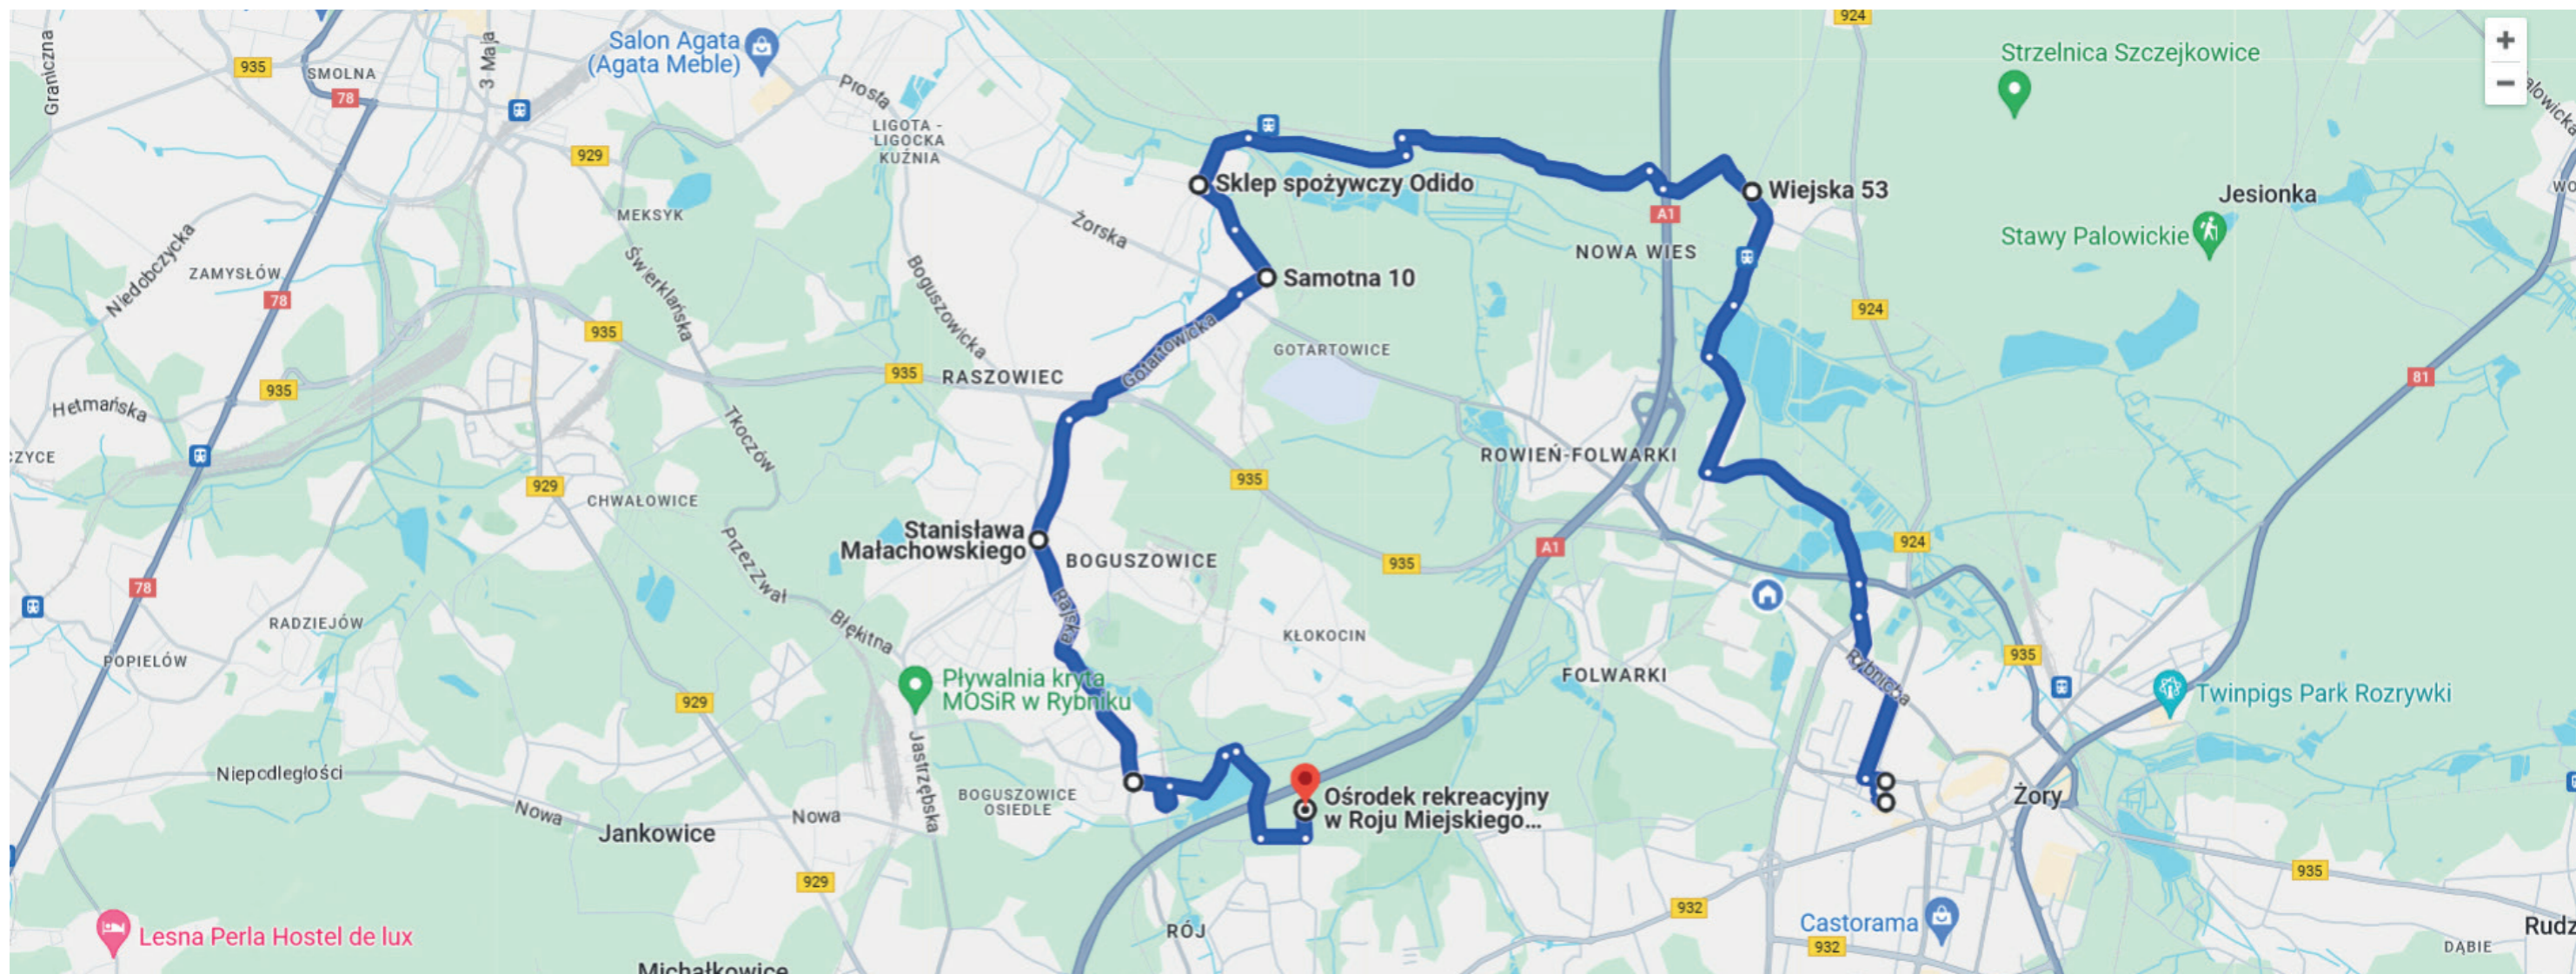 924
Graniczna
3 Maja
Salon Agata
(Agata Meble)
Strzelnica Szczejkowice
+
−
935
SMOLNA
78
Prosta
LIGOTA -
LIGOCKA
KUŹNIA
929
Sklep spożywczy Odido
Wiejska 53
Jesionka
MEKSYK
A1
Żorska
Stawy Palowickie
NOWA WIES
Niedobczycka
ZAMYSŁÓW
Świerklańska
Boguszowicka
Samotna 10
78
924
935
Gotartowicka
GOTARTOWICE
935
RASZOWIEC
81
935
Hetmańska
Tkoczów
CZYCE
ROWIEŃ-FOLWARKI
929
935
CHWAŁOWICE
Stanisława
Małachowskiego
BOGUSZOWICE
924
A1
935
Przez Zwał
78
Rajska
RADZIEJÓW
Błękitna
KŁOKOCIN
POPIELÓW
935
Rybnicka
FOLWARKI
Pływalnia kryta
MOSiR w Rybniku
Twinpigs Park Rozrywki
929
Jastrzębska
Niepodległości
BOGUSZOWICE
OSIEDLE
Ośrodek rekreacyjny
w Roju Miejskiego...
Żory
Nowa
Nowa
Jankowice
935
929
932
Castorama
RÓJ
Lesna Perla Hostel de lux
932
Rudz
DĄBIE
Michałkowice